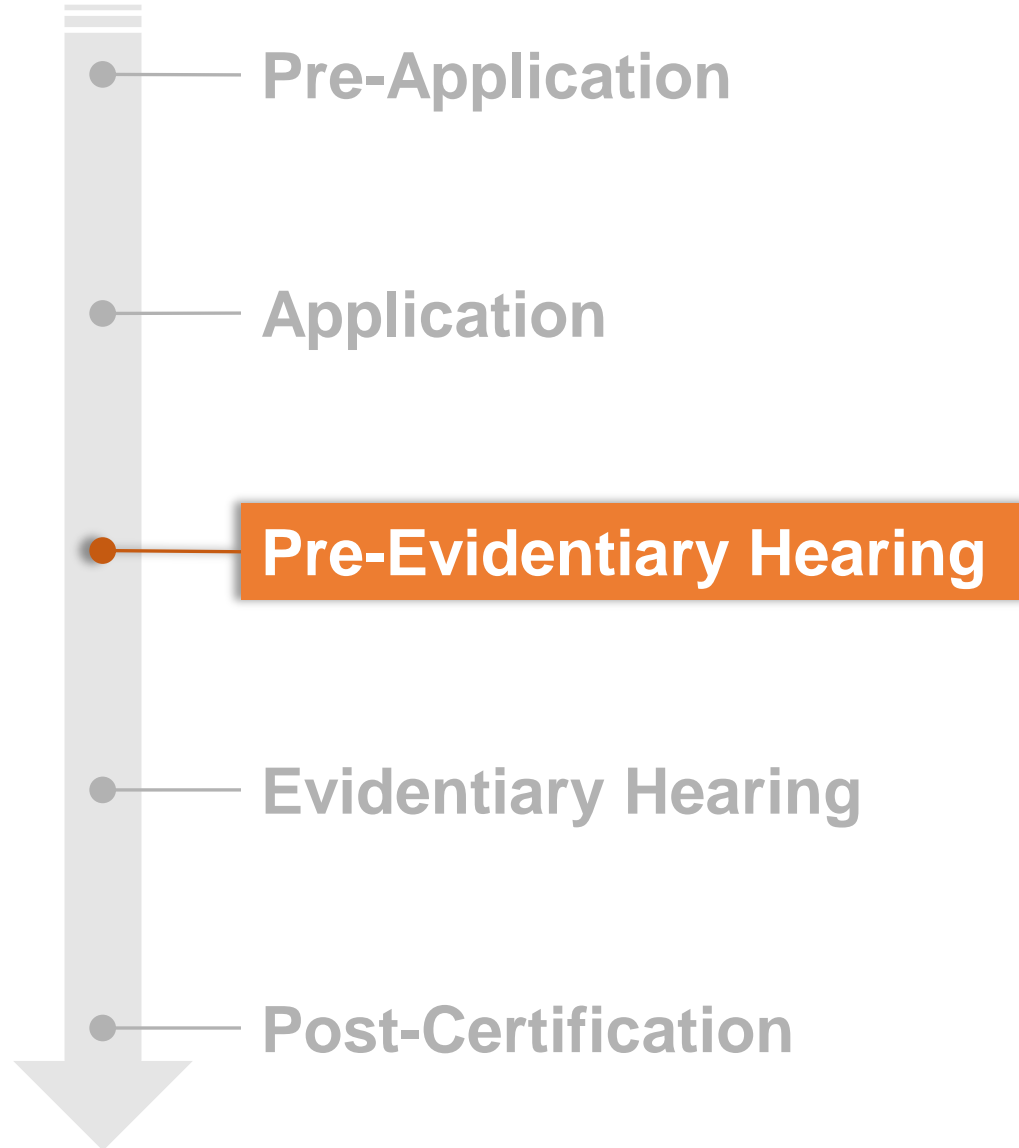 Pre-Application
Application
Pre-Evidentiary Hearing
Evidentiary Hearing
Post-Certification